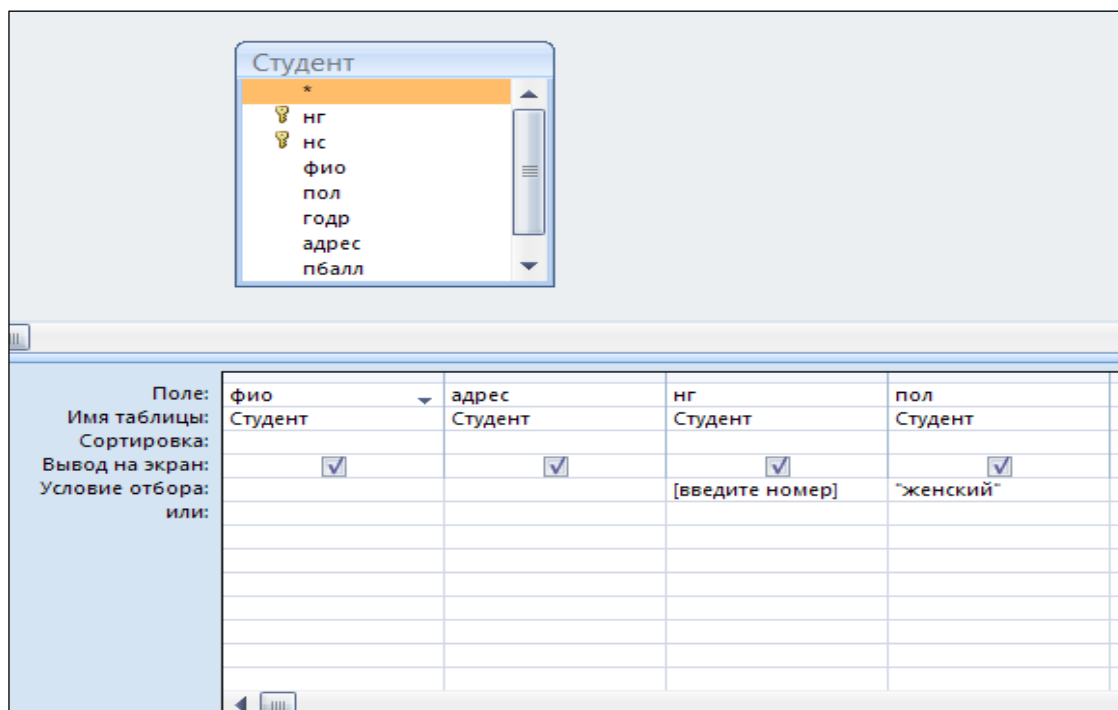 Студент
*
нг
нс
фио
пол
годр
адрес
пбалл
Поле: фио адрес нг пол
Имя таблицы: Студент Студент Студент Студент
Сортировка:
Вывод на экран:
Условие отбора: [введите номер] "женский"
или: